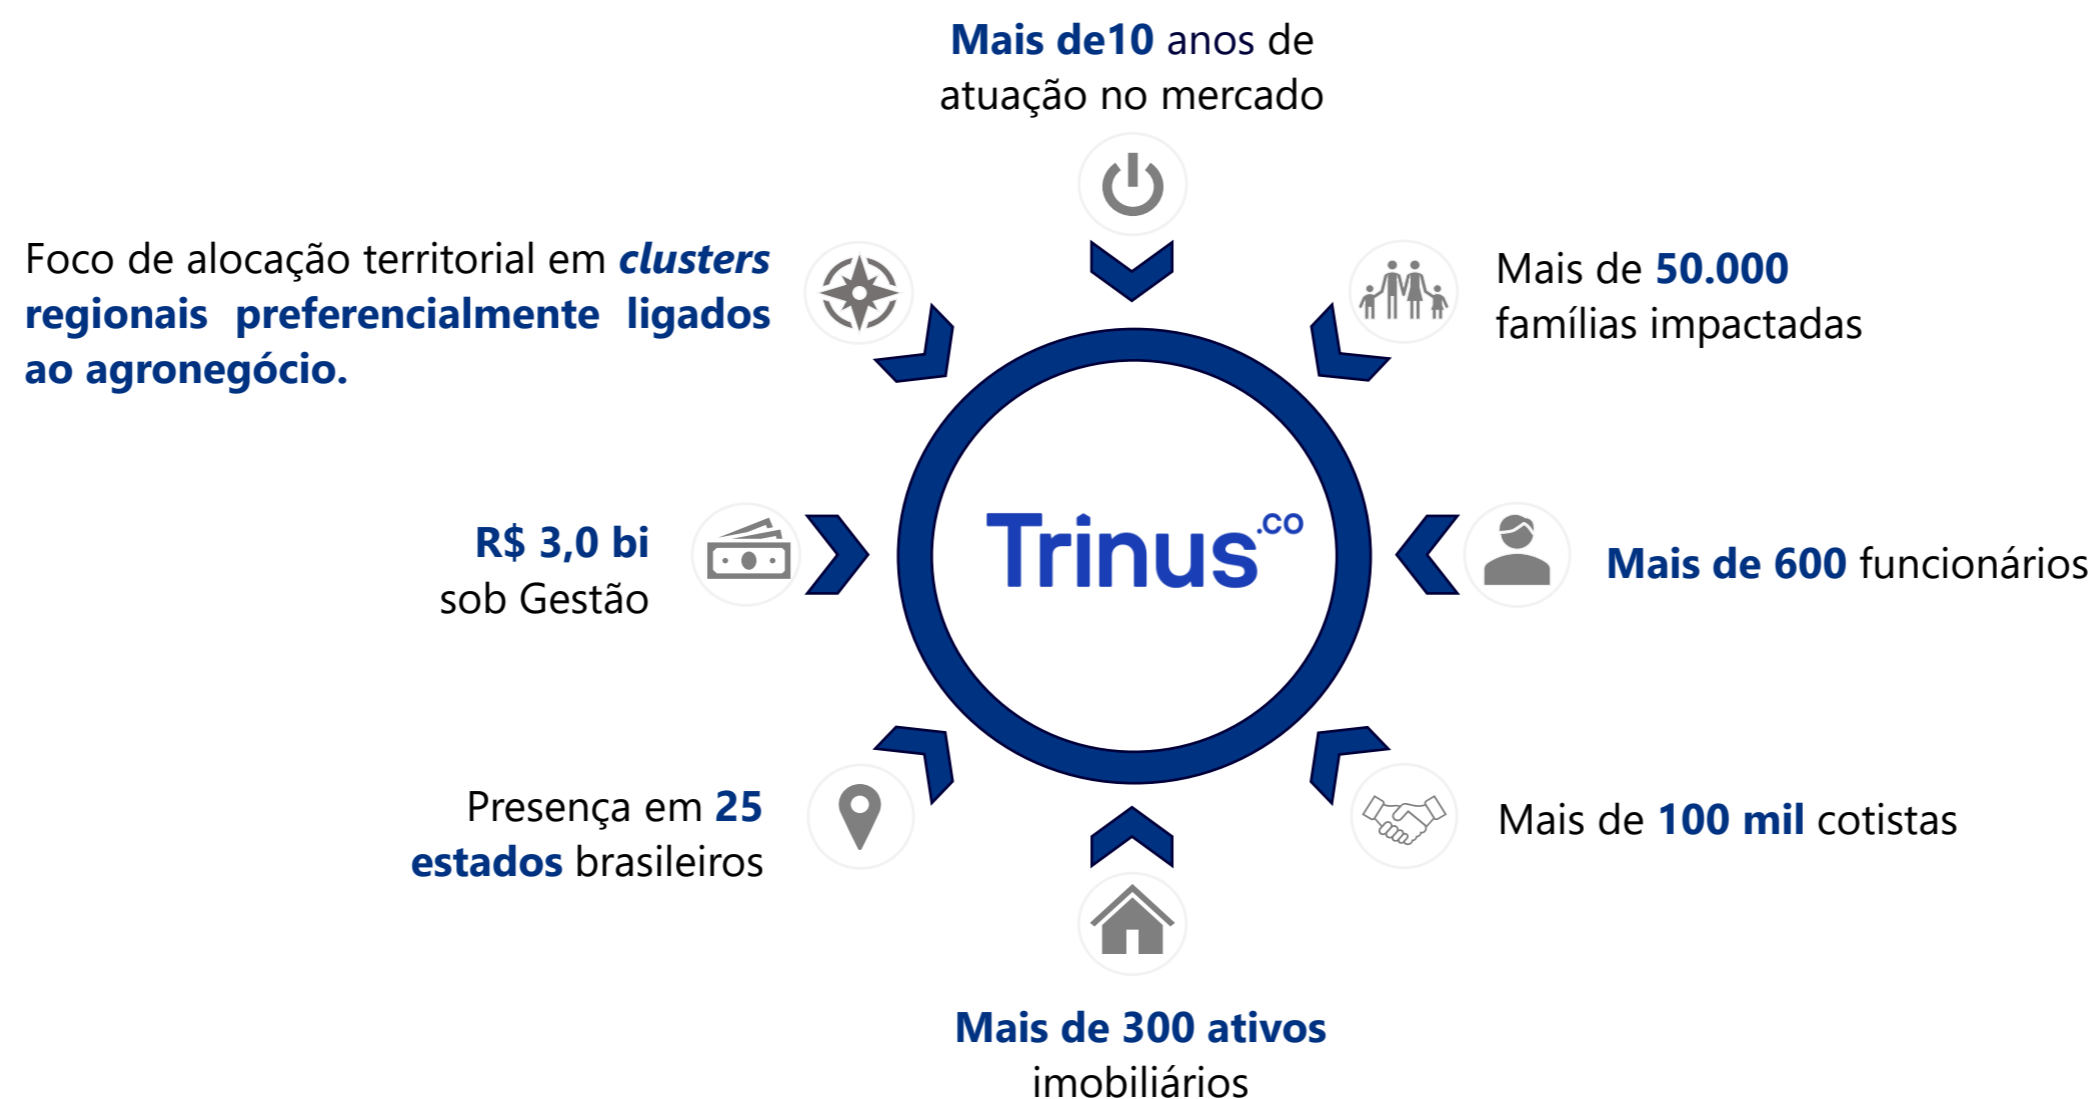 Mais de10 anos de
atuação no mercado
Foco de alocação territorial em clusters
regionais preferencialmente ligados
ao agronegócio.
Mais de 50.000
famílias impactadas
R$ 3,0 bi
sob Gestão
Trinus.co
Mais de 600 funcionários
Presença em 25
estados brasileiros
Mais de 100 mil cotistas
Mais de 300 ativos
imobiliários